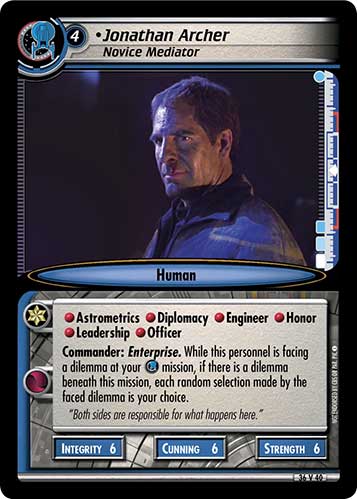 4
•Jonathan Archer
Novice Mediator
Human
Astrometrics Diplomacy Engineer Honor
Leadership Officer
Commander: Enterprise. While this personnel is facing
a dilemma at your mission, if there is a dilemma
beneath this mission, each random selection made by the
faced dilemma is your choice.
"Both sides are responsible for what happens here."
Integrity 6 Cunning 6 Strength 6
36 V 40